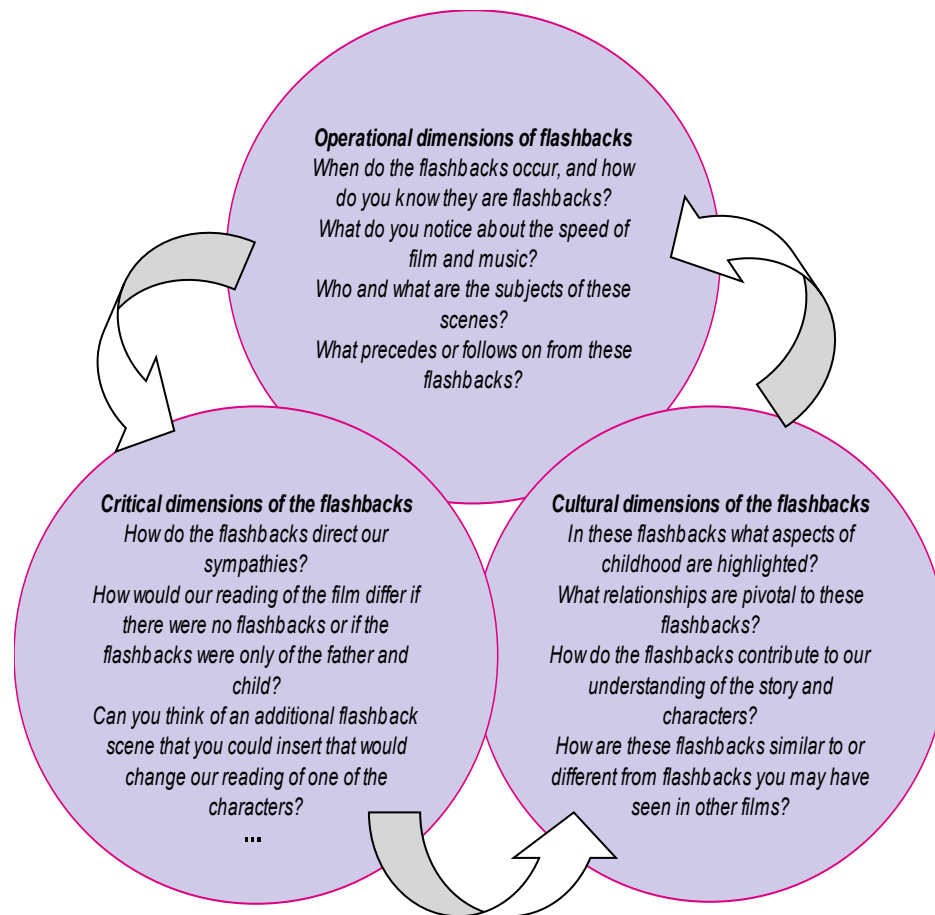 Operational dimensions of flashbacks
When do the flashbacks occur, and how
do you know they are flashbacks?
What do you notice about the speed of
film and music?
Who and what are the subjects of these
scenes?
What precedes or follows on from these
flashbacks?
Critical dimensions of the flashbacks
How do the flashbacks direct our
sympathies?
How would our reading of the film differ if
there were no flashbacks or if the
flashbacks were only of the father and
child?
Can you think of an additional flashback
scene that you could insert that would
change our reading of one of the
characters?
...
Cultural dimensions of the flashbacks
In these flashbacks what aspects of
childhood are highlighted?
What relationships are pivotal to these
flashbacks?
How do the flashbacks contribute to our
understanding of the story and
characters?
How are these flashbacks similar to or
different from flashbacks you may have
seen in other films?